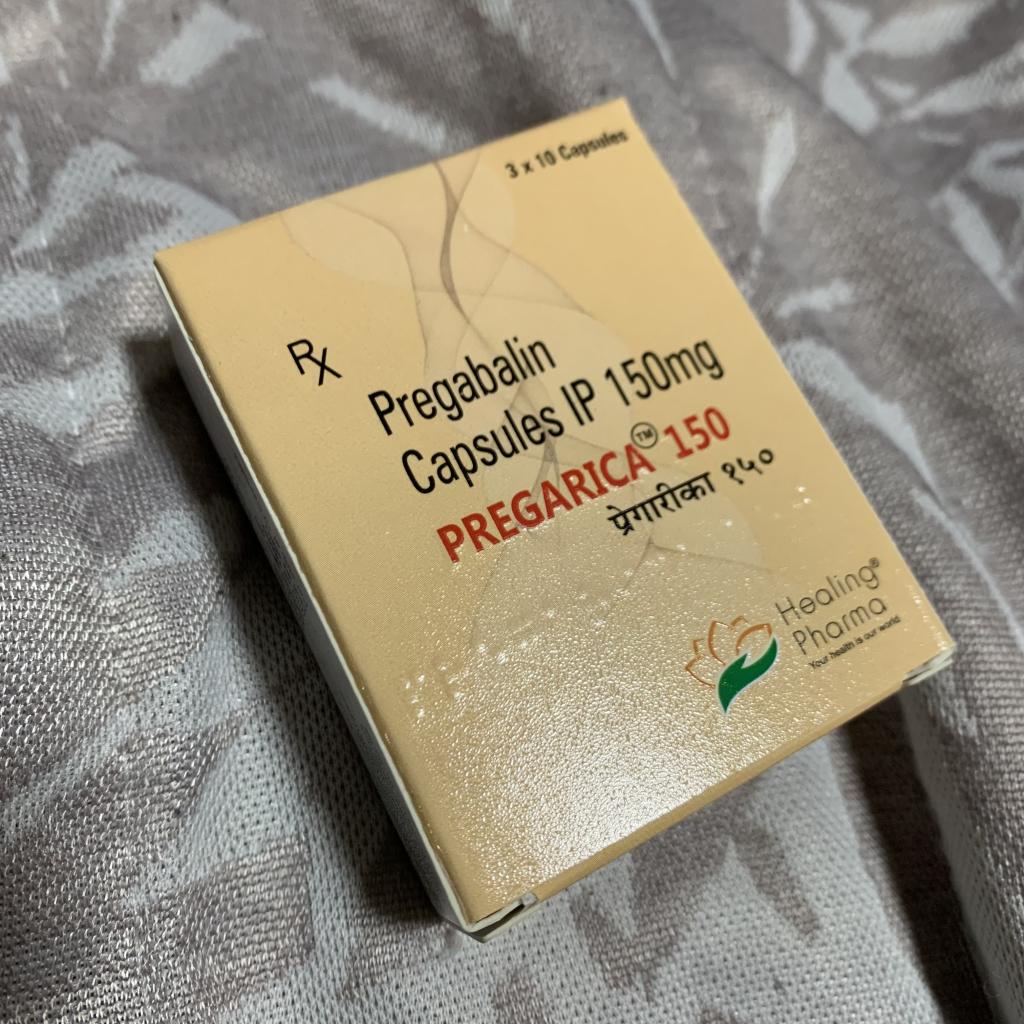 3 x 10 Capsules
Rx
Pregabalin
Capsules IP 150mg
PREGARICA™ 150
प्रेगारीका १५०
Healing®
Pharma
Your health is our world